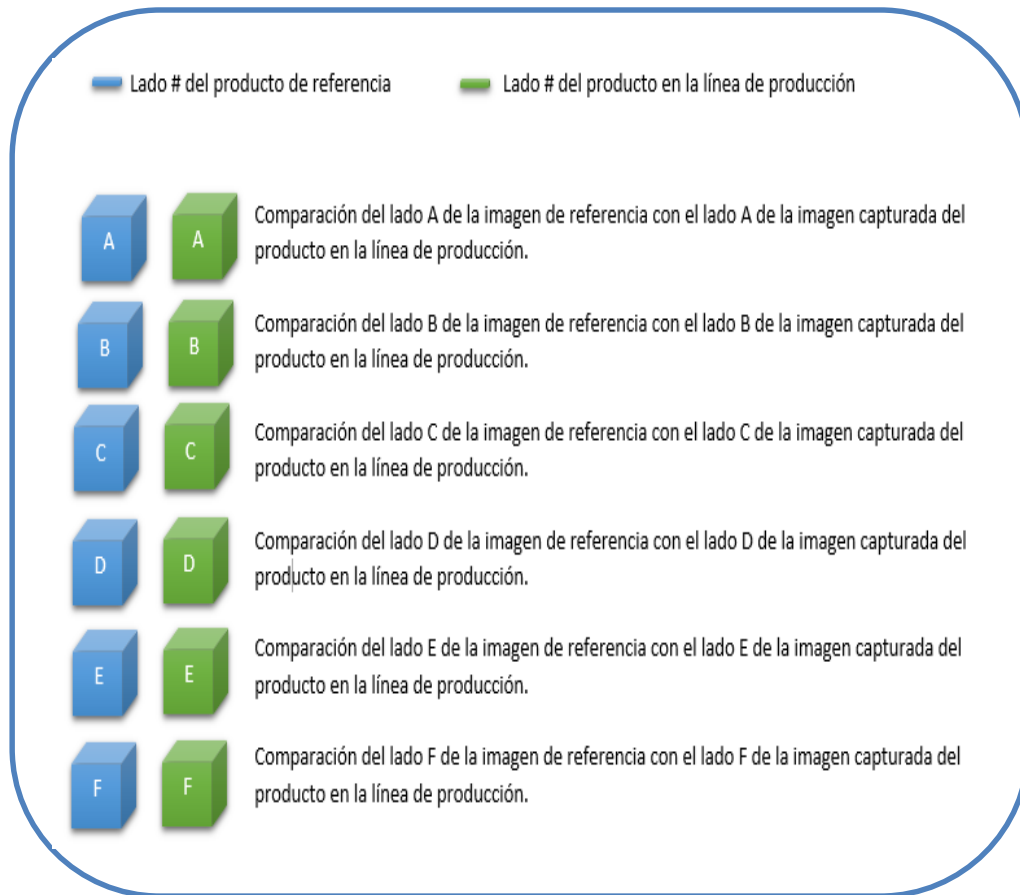 Lado # del producto de referencia
Lado # del producto en la línea de producción
A A Comparación del lado A de la imagen de referencia con el lado A de la imagen capturada del
producto en la línea de producción.
B B Comparación del lado B de la imagen de referencia con el lado B de la imagen capturada del
producto en la línea de producción.
C C Comparación del lado C de la imagen de referencia con el lado C de la imagen capturada del
producto en la línea de producción.
D D Comparación del lado D de la imagen de referencia con el lado D de la imagen capturada del
producto en la línea de producción.
E E Comparación del lado E de la imagen de referencia con el lado E de la imagen capturada del
producto en la línea de producción.
F F Comparación del lado F de la imagen de referencia con el lado F de la imagen capturada del
producto en la línea de producción.